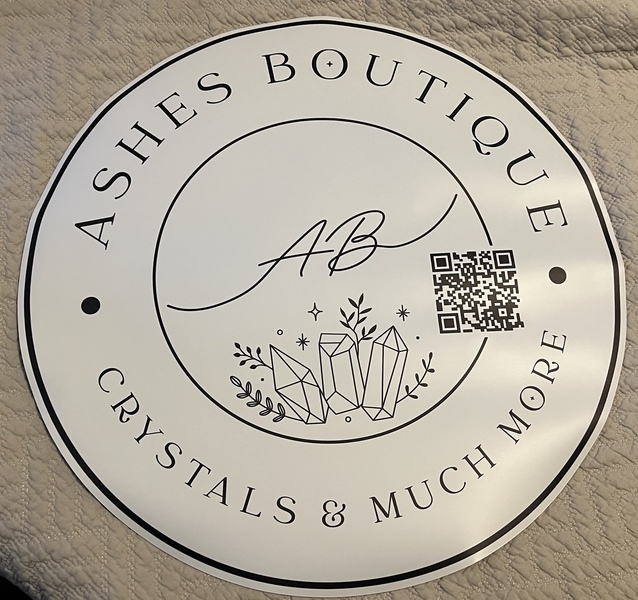 ASHES BOUTIQUE
AB
CRYSTALS & MUCH MORE